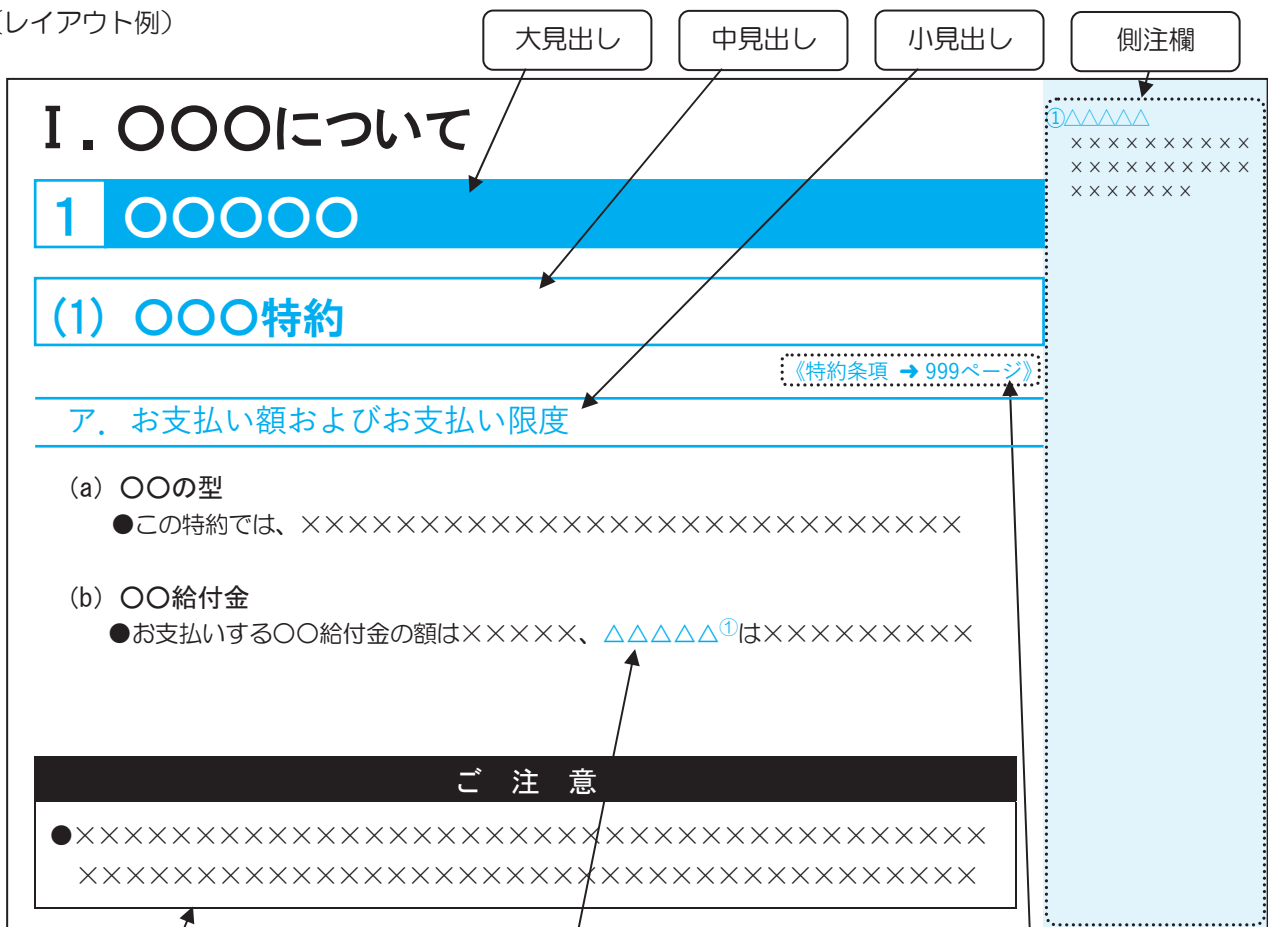 (レイアウト例)
大見出し
中見出し
小見出し
側注欄
Ⅰ.〇〇〇について
1 〇〇〇〇〇
(1) 〇〇〇特約
《特約条項 ➜ 999ページ》
ア．お支払い額およびお支払い限度
(a) 〇〇の型
●この特約では、××××××××××××××××××××××××××××
(b) 〇〇給付金
●お支払いする〇〇給付金の額は×××××、△△△△△①は×××××××××
ご 注 意
●××××××××××××××××××××××××××××××××××××××
××××××××××××××××××××××××××××××××××××××
①△△△△△
××××××××××
××××××××××
×××××××